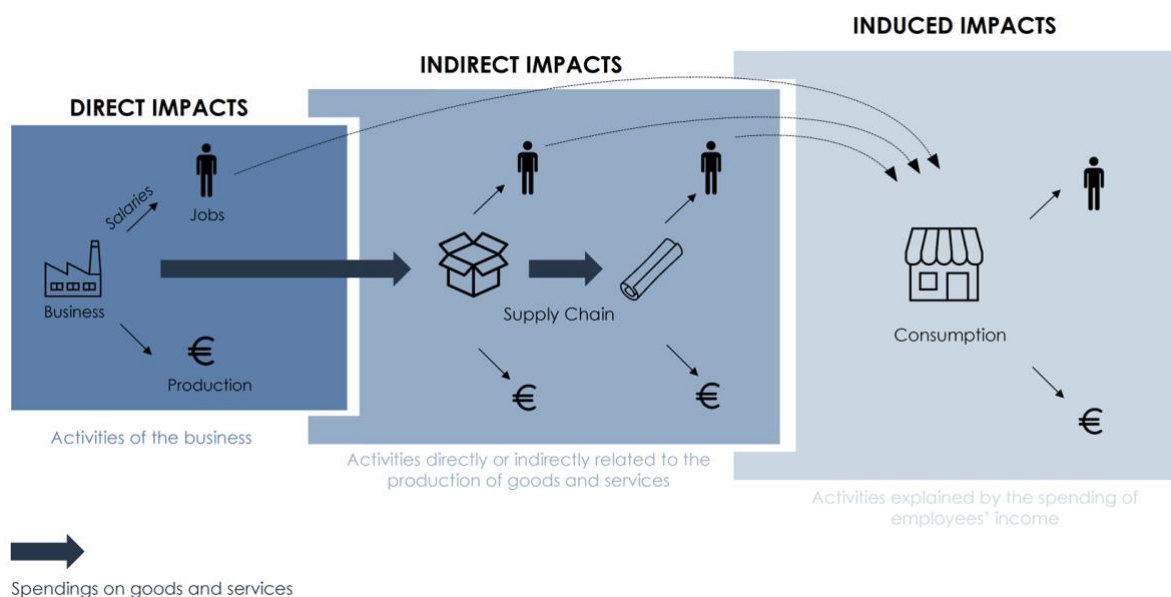 INDUCED IMPACTS
INDIRECT IMPACTS
DIRECT IMPACTS
Salaries
Jobs
Business
€
Production
Supply Chain
€
€
Consumption
€
Activities of the business
Activities directly or indirectly related to the
production of goods and services
Activities explained by the spending of
employees’ income
Spendings on goods and services